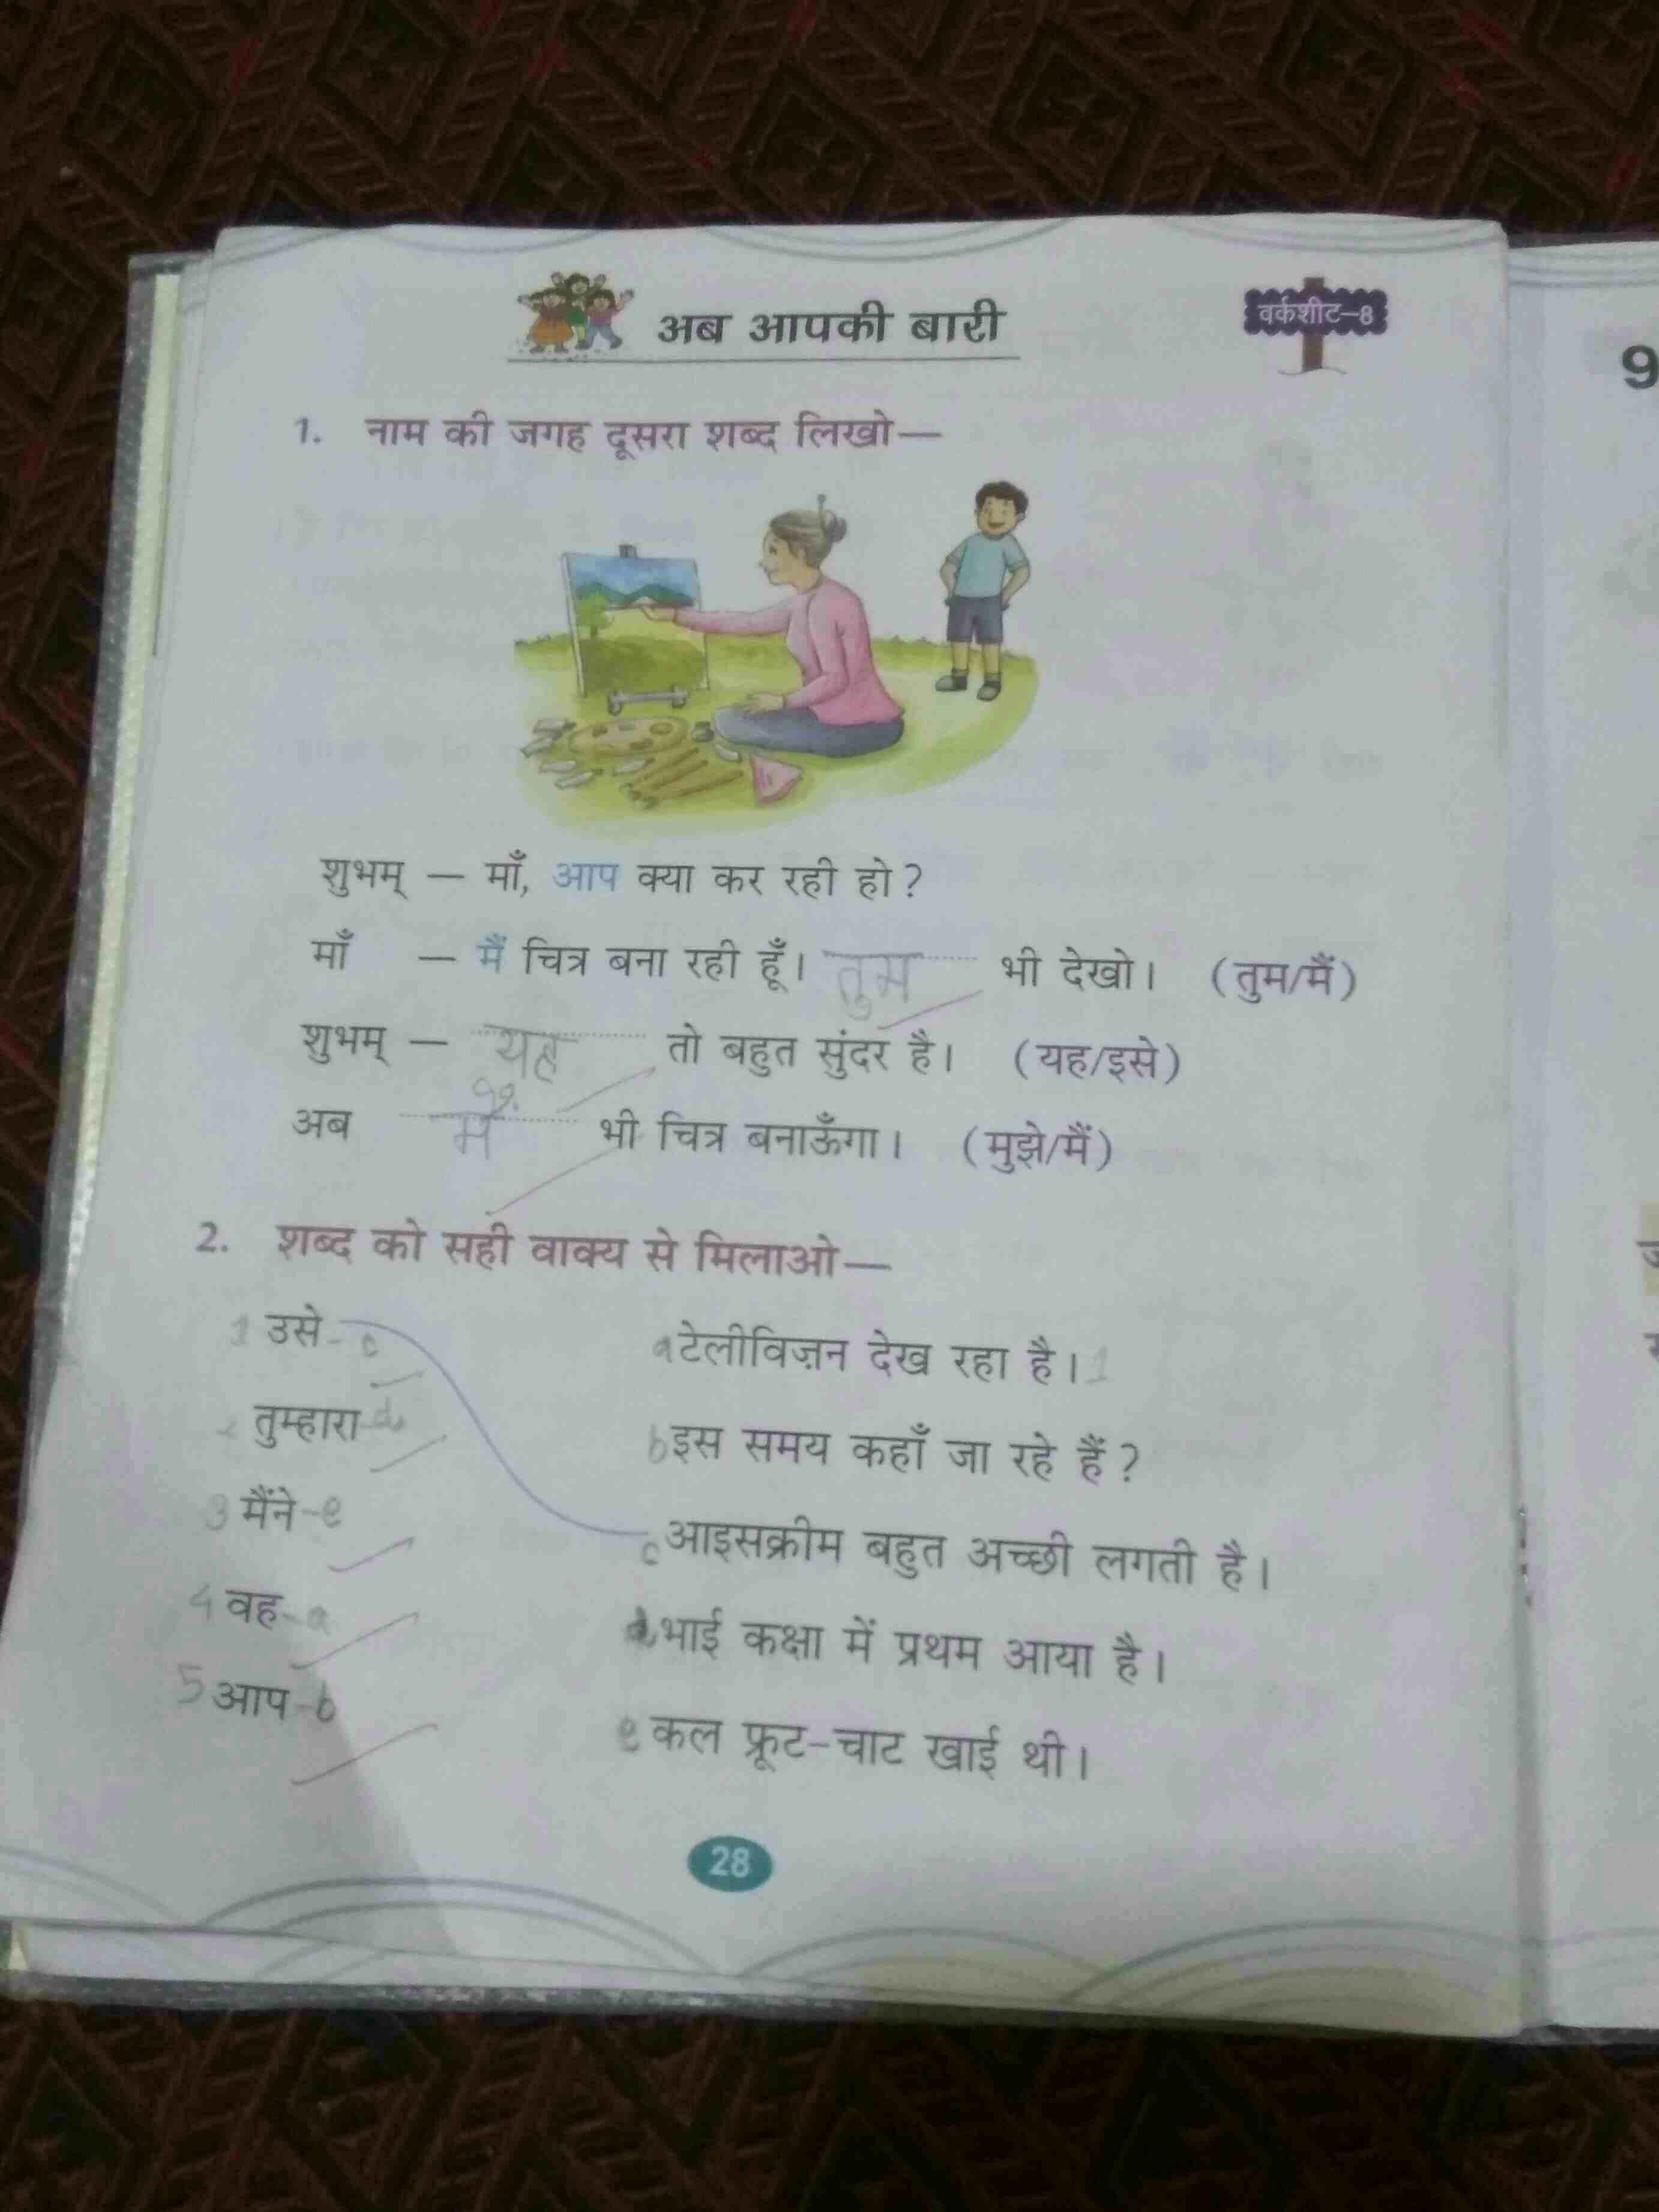 अब आपकी बारी
वर्कशीट-8
1. नाम की जगह दूसरा शब्द लिखो—
शुभम् — माँ, आप क्या कर रही हो?
माँ — मैं चित्र बना रही हूँ। तुम भी देखो। (तुम/मैं)
शुभम् — यह तो बहुत सुंदर है। (यह/इसे)
अब मैं भी चित्र बनाऊँगा। (मुझे/मैं)
2. शब्द को सही वाक्य से मिलाओ—
1 उसे - c a टेलीविज़न देख रहा है। 1
तुम्हारा - d b इस समय कहाँ जा रहे हैं?
3 मैंने - e c आइसक्रीम बहुत अच्छी लगती है।
4 वह - a d भाई कक्षा में प्रथम आया है।
5 आप - b e कल फ्रूट-चाट खाई थी।
28
9